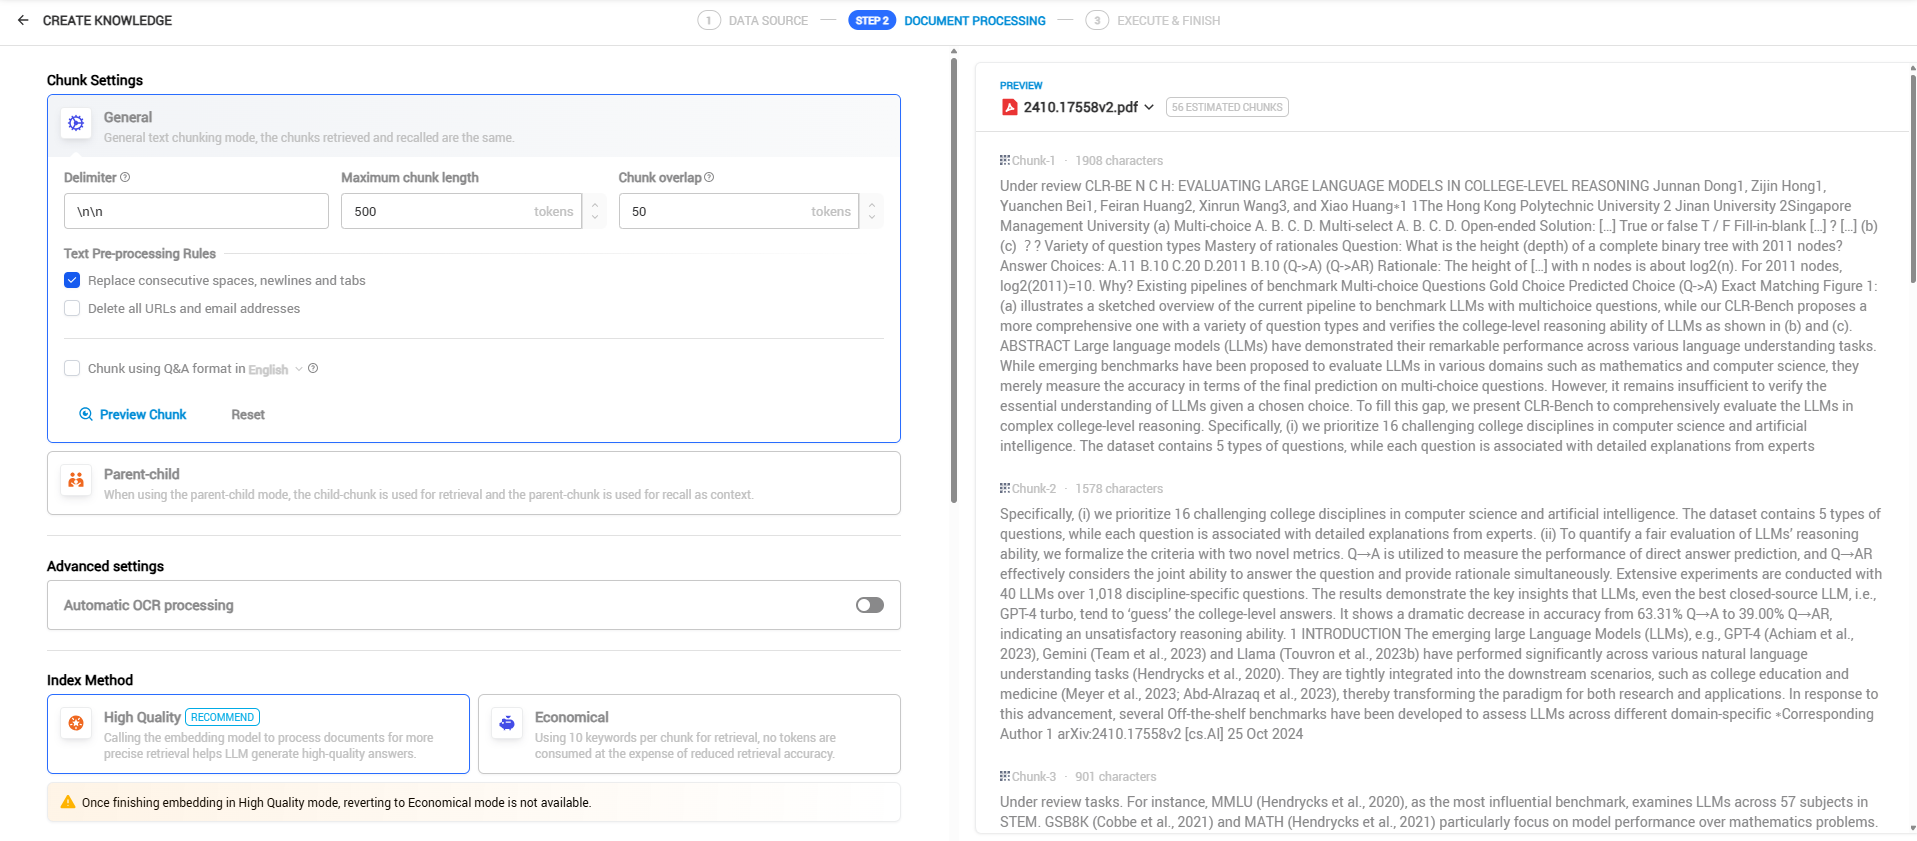 CREATE KNOWLEDGE
1 DATA SOURCE
STEP 2 DOCUMENT PROCESSING
3 EXECUTE & FINISH
Chunk Settings
General
General text chunking mode, the chunks retrieved and recalled are the same.
Delimiter
Maximum chunk length
Chunk overlap
\n\n
500 tokens
50 tokens
Text Pre-processing Rules
Replace consecutive spaces, newlines and tabs
Delete all URLs and email addresses
Chunk using Q&A format in English
Preview Chunk
Reset
Parent-child
When using the parent-child mode, the child-chunk is used for retrieval and the parent-chunk is used for recall as context.
Advanced settings
Automatic OCR processing
Index Method
High Quality RECOMMEND
Calling the embedding model to process documents for more
precise retrieval helps LLM generate high-quality answers.
Economical
Using 10 keywords per chunk for retrieval, no tokens are
consumed at the expense of reduced retrieval accuracy.
Once finishing embedding in High Quality mode, reverting to Economical mode is not available.
PREVIEW
2410.17558v2.pdf 56 ESTIMATED CHUNKS
Chunk-1 · 1908 characters
Under review CLR-BE N C H: EVALUATING LARGE LANGUAGE MODELS IN COLLEGE-LEVEL REASONING Junnan Dong1, Zijin Hong1,
Yuanchen Bei1, Feiran Huang2, Xinrun Wang3, and Xiao Huang∗1 1The Hong Kong Polytechnic University 2 Jinan University 2Singapore
Management University (a) Multi-choice A. B. C. D. Multi-select A. B. C. D. Open-ended Solution: […] True or false T / F Fill-in-blank […] ? […] (b)
(c) ? ? Variety of question types Mastery of rationales Question: What is the height (depth) of a complete binary tree with 2011 nodes?
Answer Choices: A.11 B.10 C.20 D.2011 B.10 (Q->A) (Q->AR) Rationale: The height of […] with n nodes is about log2(n). For 2011 nodes,
log2(2011)=10. Why? Existing pipelines of benchmark Multi-choice Questions Gold Choice Predicted Choice (Q->A) Exact Matching Figure 1:
(a) illustrates a sketched overview of the current pipeline to benchmark LLMs with multichoice questions, while our CLR-Bench proposes a
more comprehensive one with a variety of question types and verifies the college-level reasoning ability of LLMs as shown in (b) and (c).
ABSTRACT Large language models (LLMs) have demonstrated their remarkable performance across various language understanding tasks.
While emerging benchmarks have been proposed to evaluate LLMs in various domains such as mathematics and computer science, they
merely measure the accuracy in terms of the final prediction on multi-choice questions. However, it remains insufficient to verify the
essential understanding of LLMs given a chosen choice. To fill this gap, we present CLR-Bench to comprehensively evaluate the LLMs in
complex college-level reasoning. Specifically, (i) we prioritize 16 challenging college disciplines in computer science and artificial
intelligence. The dataset contains 5 types of questions, while each question is associated with detailed explanations from experts
Chunk-2 · 1578 characters
Specifically, (i) we prioritize 16 challenging college disciplines in computer science and artificial intelligence. The dataset contains 5 types of
questions, while each question is associated with detailed explanations from experts. (ii) To quantify a fair evaluation of LLMs’ reasoning
ability, we formalize the criteria with two novel metrics. Q→A is utilized to measure the performance of direct answer prediction, and Q→AR
effectively considers the joint ability to answer the question and provide rationale simultaneously. Extensive experiments are conducted with
40 LLMs over 1,018 discipline-specific questions. The results demonstrate the key insights that LLMs, even the best closed-source LLM, i.e.,
GPT-4 turbo, tend to ‘guess’ the college-level answers. It shows a dramatic decrease in accuracy from 63.31% Q→A to 39.00% Q→AR,
indicating an unsatisfactory reasoning ability. 1 INTRODUCTION The emerging large Language Models (LLMs), e.g., GPT-4 (Achiam et al.,
2023), Gemini (Team et al., 2023) and Llama (Touvron et al., 2023b) have performed significantly across various natural language
understanding tasks (Hendrycks et al., 2020). They are tightly integrated into the downstream scenarios, such as college education and
medicine (Meyer et al., 2023; Abd-Alrazaq et al., 2023), thereby transforming the paradigm for both research and applications. In response to
this advancement, several Off-the-shelf benchmarks have been developed to assess LLMs across different domain-specific ∗Corresponding
Author 1 arXiv:2410.17558v2 [cs.AI] 25 Oct 2024
Chunk-3 · 901 characters
Under review tasks. For instance, MMLU (Hendrycks et al., 2020), as the most influential benchmark, examines LLMs across 57 subjects in
STEM. GSB8K (Cobbe et al., 2021) and MATH (Hendrycks et al., 2021) particularly focus on model performance over mathematics problems.